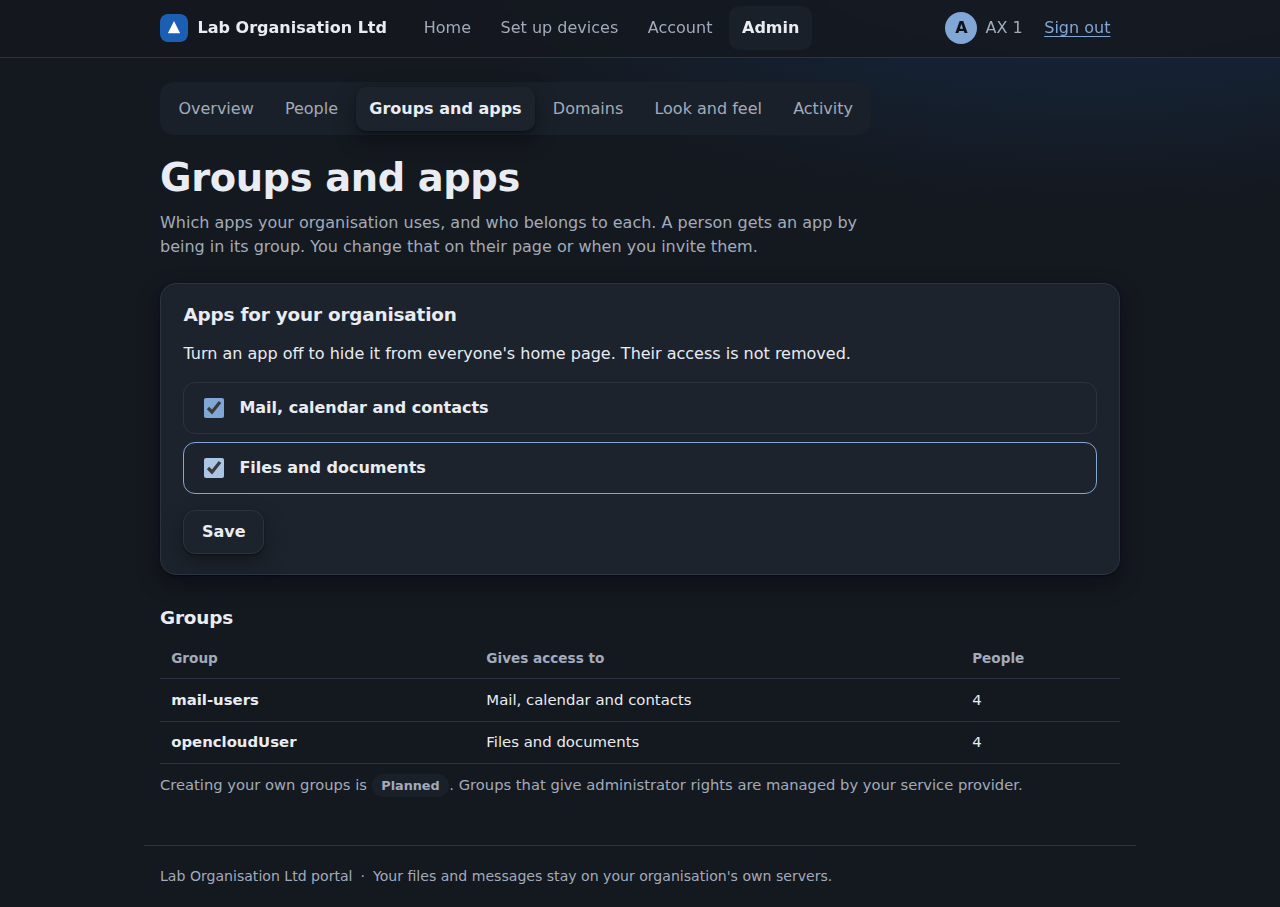 Lab Organisation Ltd Home Set up devices Account Admin A AX 1 Sign out
Overview People Groups and apps Domains Look and feel Activity
Groups and apps
Which apps your organisation uses, and who belongs to each. A person gets an app by
being in its group. You change that on their page or when you invite them.
Apps for your organisation
Turn an app off to hide it from everyone's home page. Their access is not removed.
Mail, calendar and contacts
Files and documents
Save
Groups
Group Gives access to People
mail-users Mail, calendar and contacts 4
opencloudUser Files and documents 4
Creating your own groups is Planned. Groups that give administrator rights are managed by your service provider.
Lab Organisation Ltd portal · Your files and messages stay on your organisation's own servers.